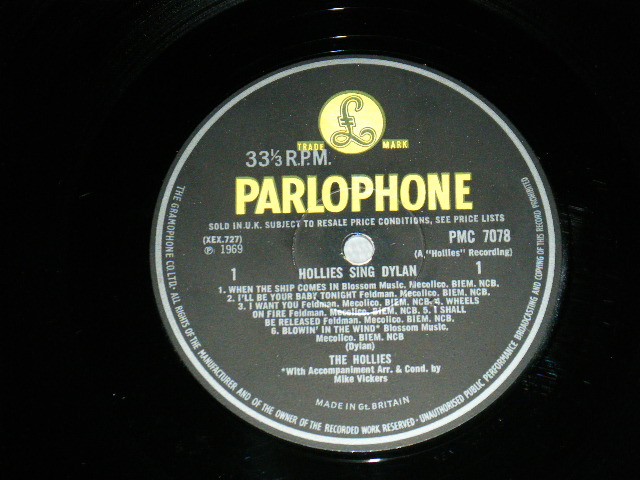 £
TRADE MARK
33⅓ R.P.M.
PARLOPHONE
SOLD IN U.K. SUBJECT TO RESALE PRICE CONDITIONS, SEE PRICE LISTS
(XEX.727)
PMC 7078
℗ 1969
(A,"Hollies" Recording)
1 HOLLIES SING DYLAN 1
1. WHEN THE SHIP COMES IN Blossom Music. Mecolico. BIEM. NCB.
2. I'LL BE YOUR BABY TONIGHT Feldman. Mecolico. BIEM. NCB.
3. I WANT YOU Feldman. Mecolico. BIEM. NCB. 4. WHEELS
ON FIRE Feldman. Mecolico. BIEM. NCB 5. I SHALL
BE RELEASED Feldman. Mecolico. BIEM. NCB.
6. BLOWIN' IN THE WIND* Blossom Music.
Mecolico. BIEM. NCB
(Dylan)
THE HOLLIES
*With Accompaniment Arr. & Cond. by
Mike Vickers
MADE IN Gt. BRITAIN
THE GRAMOPHONE CO. LTD. · ALL RIGHTS OF THE MANUFACTURER AND OF THE OWNER OF THE RECORDED WORK RESERVED · UNAUTHORISED PUBLIC PERFORMANCE BROADCASTING AND COPYING OF THIS RECORD PROHIBITED